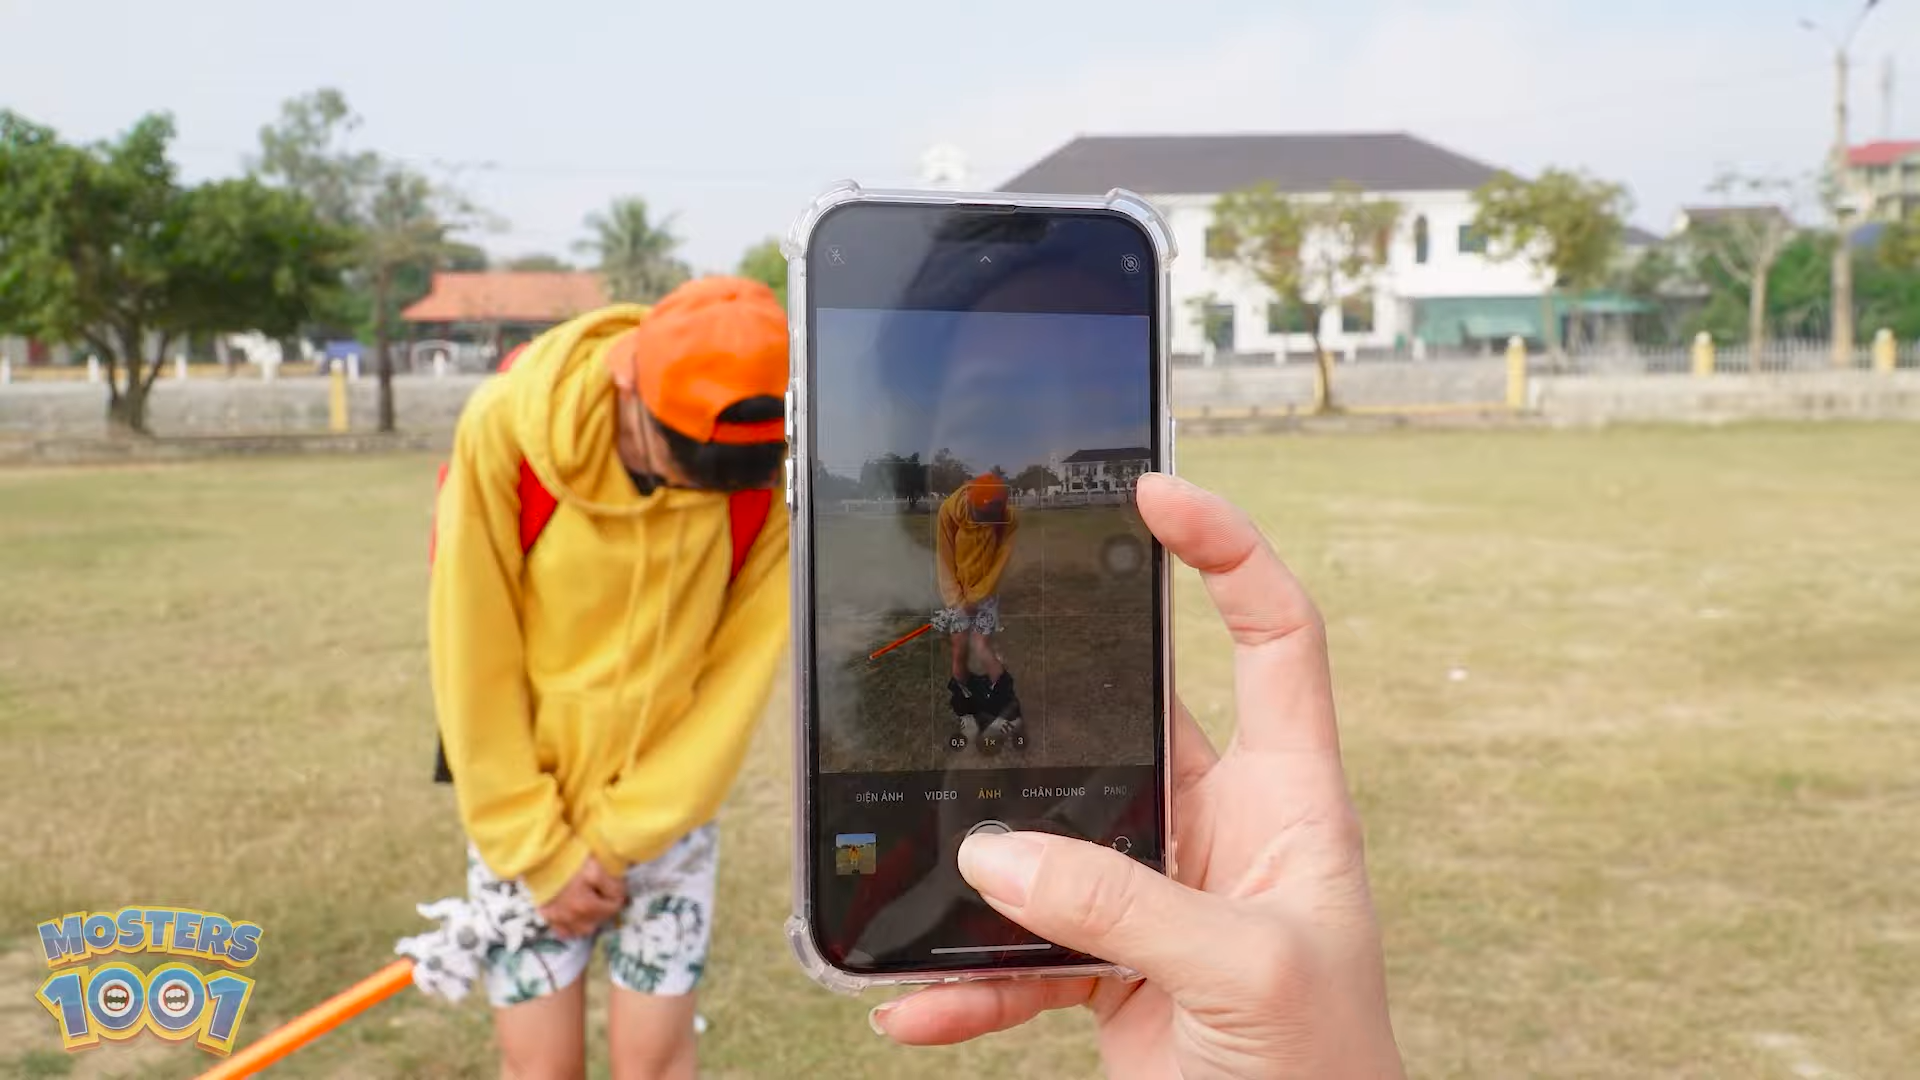 0,5 1× 3
ĐIỆN ẢNH VIDEO ẢNH CHÂN DUNG PANO
MOSTERS
1001